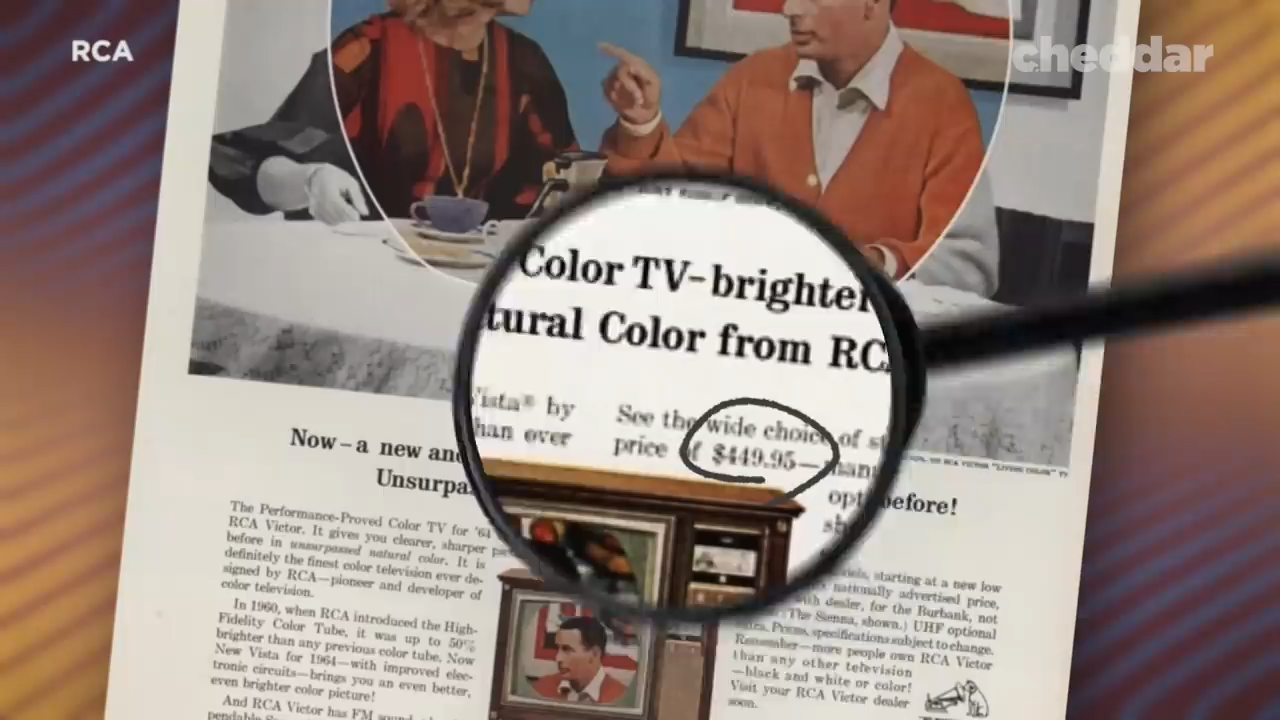 RCA
cheddar
Color TV-brighter
tural Color from RC
Vista® by
han over
See the wide choice of st
price of $449.95—many
opt
sh
Now—a new and
Unsurpa
before!
The Performance-Proved Color TV for '64
RCA Victor. It gives you clearer, sharper
before in unsurpassed natural color. It is
definitely the finest color television ever de-
signed by RCA—pioneer and developer of
color television.
In 1960, when RCA introduced the High-
Fidelity Color Tube, it was up to 50%
brighter than any previous color tube. Now
New Vista for 1964—with improved elec-
tronic circuits—brings you an even better,
even brighter color picture!
And RCA Victor has FM sound
starting at a new low
nationally advertised price,
with dealer, for the Burbank, not
(The Sienna, shown.) UHF optional
extra. Prices, specifications subject to change.
Remember—more people own RCA Victor
than any other television
—black and white or color!
Visit your RCA Victor dealer
soon.